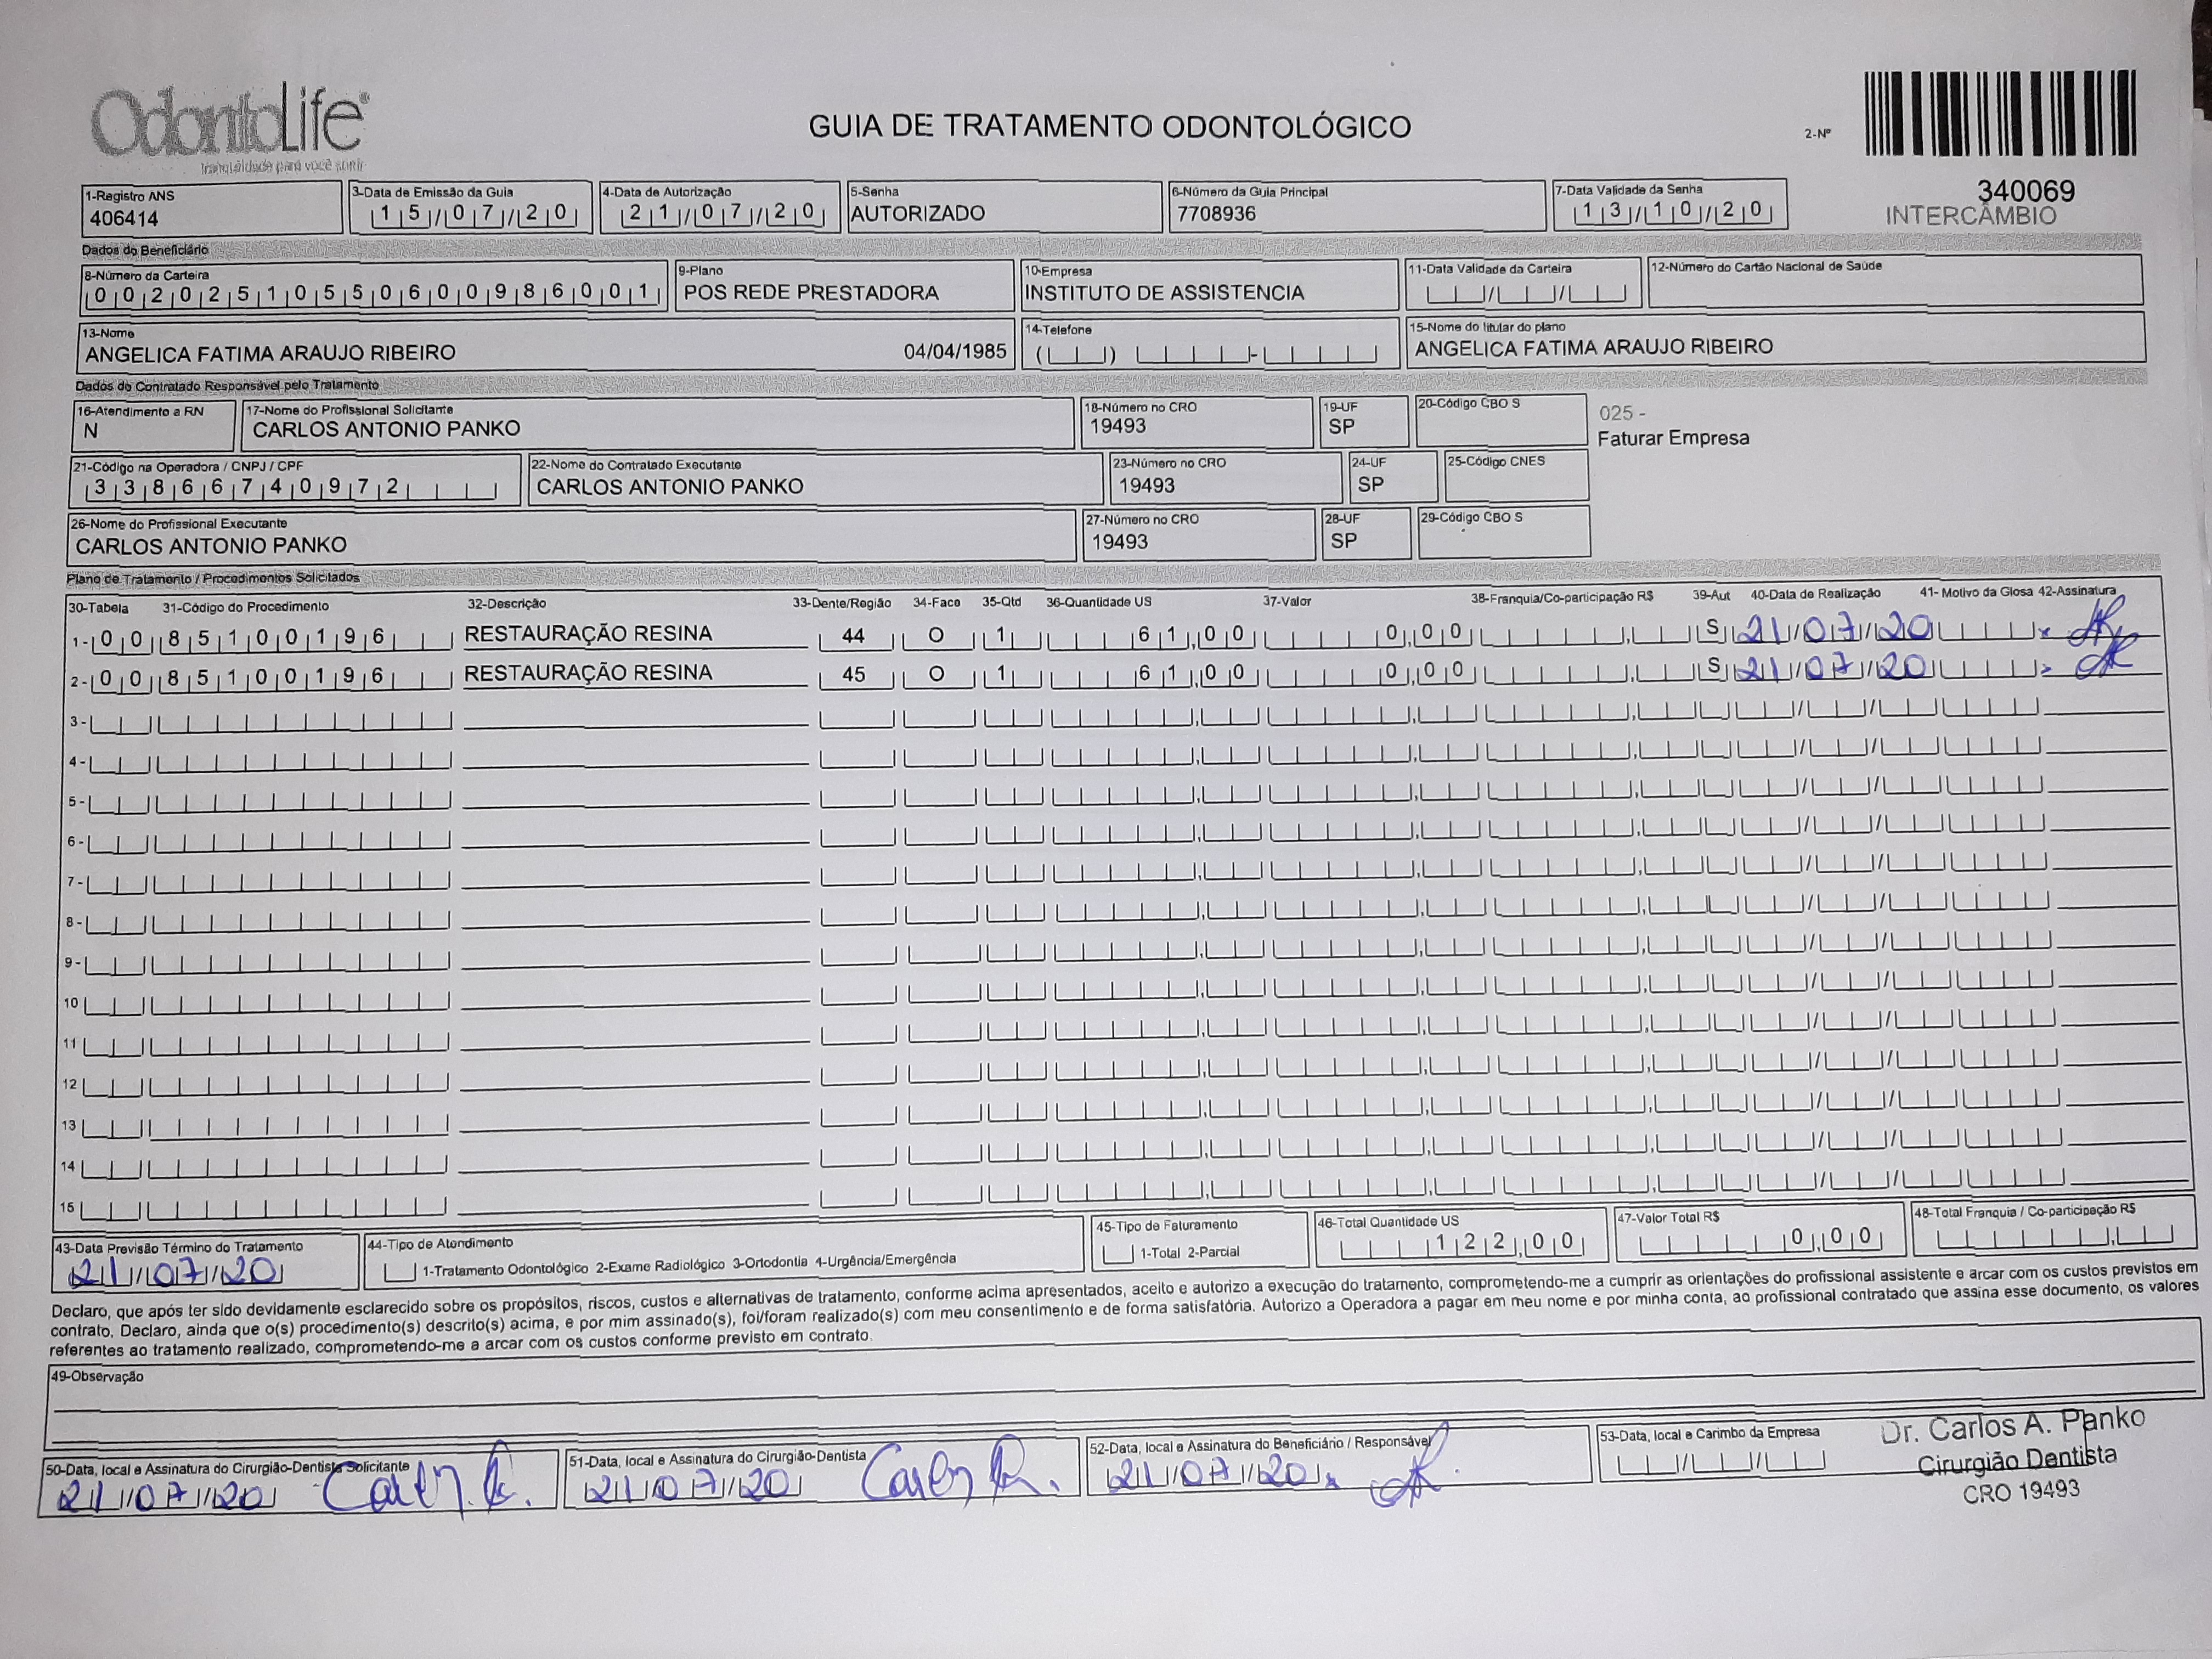 OdontoLife®
Tranquilidade para você sorrir
GUIA DE TRATAMENTO ODONTOLÓGICO
2-Nº
340069
INTERCÂMBIO
1-Registro ANS
406414
3-Data de Emissão da Guia
15/07/20
4-Data de Autorização
21/07/20
5-Senha
AUTORIZADO
6-Número da Guia Principal
7708936
7-Data Validade da Senha
13/10/20
Dados do Beneficiário
8-Número da Carteira
00202510550600986001
9-Plano
POS REDE PRESTADORA
10-Empresa
INSTITUTO DE ASSISTENCIA
11-Data Validade da Carteira
12-Número do Cartão Nacional de Saúde
13-Nome
ANGELICA FATIMA ARAUJO RIBEIRO 04/04/1985
14-Telefone
15-Nome do titular do plano
ANGELICA FATIMA ARAUJO RIBEIRO
Dados do Contratado Responsável pelo Tratamento
16-Atendimento a RN
N
17-Nome do Profissional Solicitante
CARLOS ANTONIO PANKO
18-Número no CRO
19493
19-UF
SP
20-Código CBO S
025 -
Faturar Empresa
21-Código na Operadora / CNPJ / CPF
33866740972
22-Nome do Contratado Executante
CARLOS ANTONIO PANKO
23-Número no CRO
19493
24-UF
SP
25-Código CNES
26-Nome do Profissional Executante
CARLOS ANTONIO PANKO
27-Número no CRO
19493
28-UF
SP
29-Código CBO S
Plano de Tratamento / Procedimentos Solicitados
30-Tabela 31-Código do Procedimento 32-Descrição 33-Dente/Região 34-Face 35-Qtd 36-Quantidade US 37-Valor 38-Franquia/Co-participação R$ 39-Aut 40-Data de Realização 41- Motivo da Glosa 42-Assinatura
1- 00 85100196 RESTAURAÇÃO RESINA 44 O 1 61,00 0,00 S 21/07/20
2- 00 85100196 RESTAURAÇÃO RESINA 45 O 1 61,00 0,00 S 21/07/20
3-
4-
5-
6-
7-
8-
9-
10
11
12
13
14
15
43-Data Previsão Término do Tratamento
21/07/20
44-Tipo de Atendimento
1-Tratamento Odontológico 2-Exame Radiológico 3-Ortodontia 4-Urgência/Emergência
45-Tipo de Faturamento
1-Total 2-Parcial
46-Total Quantidade US
122,00
47-Valor Total R$
0,00
48-Total Franquia / Co-participação R$
Declaro, que após ter sido devidamente esclarecido sobre os propósitos, riscos, custos e alternativas de tratamento, conforme acima apresentados, aceito e autorizo a execução do tratamento, comprometendo-me a cumprir as orientações do profissional assistente e arcar com os custos previstos em
contrato. Declaro, ainda que o(s) procedimento(s) descrito(s) acima, e por mim assinado(s), foi/foram realizado(s) com meu consentimento e de forma satisfatória. Autorizo a Operadora a pagar em meu nome e por minha conta, ao profissional contratado que assina esse documento, os valores
referentes ao tratamento realizado, comprometendo-me a arcar com os custos conforme previsto em contrato.
49-Observação
50-Data, local e Assinatura do Cirurgião-Dentista Solicitante
21/07/20
51-Data, local e Assinatura do Cirurgião-Dentista
21/07/20
52-Data, local e Assinatura do Beneficiário / Responsável
21/07/20
53-Data, local e Carimbo da Empresa
Dr. Carlos A. Panko
Cirurgião Dentista
CRO 19493